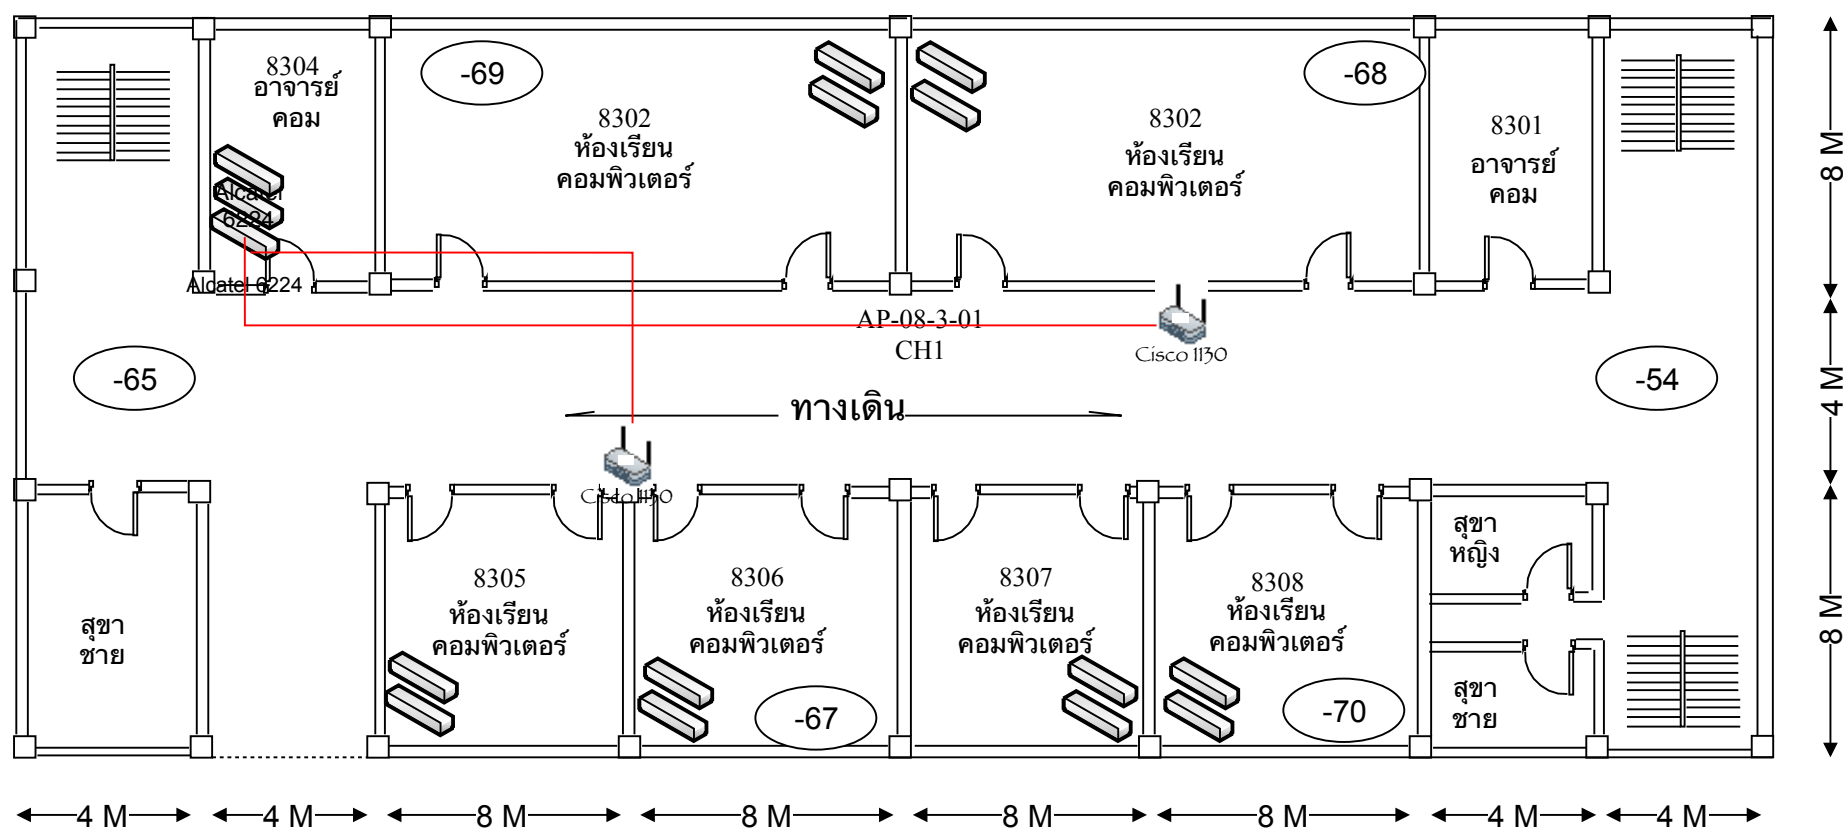 8304
อาจารย์
คอม
-69
8302
ห้องเรียน
คอมพิวเตอร์
-68
8302
ห้องเรียน
คอมพิวเตอร์
8301
อาจารย์
คอม
8 M
Alcatel
6224
Alcatel 6224
AP-08-3-01
CH1
Cisco 1130
-65
-54
4 M
ทางเดิน
Cisco 1130
สุขา
ชาย
8305
ห้องเรียน
คอมพิวเตอร์
8306
ห้องเรียน
คอมพิวเตอร์
-67
8307
ห้องเรียน
คอมพิวเตอร์
8308
ห้องเรียน
คอมพิวเตอร์
-70
สุขา
หญิง
สุขา
ชาย
8 M
4 M
4 M
8 M
8 M
8 M
8 M
4 M
4 M